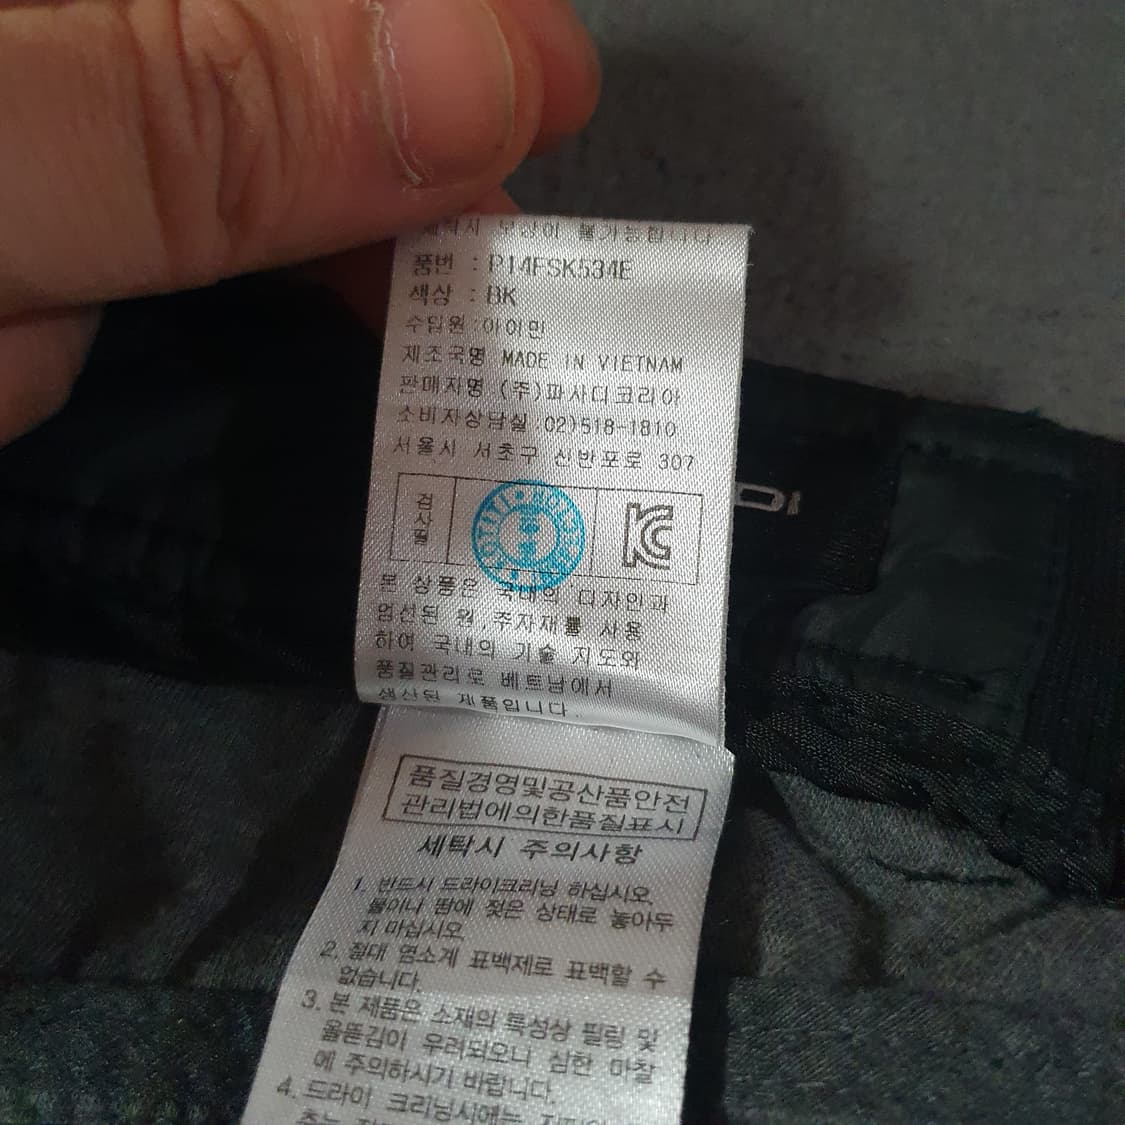 세탁시 보상이 불가능합니다
품번 : P14FSK534E
색상 : BK
수입원 : 아이민
제조국명 MADE IN VIETNAM
판매자명 (주)파사디코리아
소비자상담실 02)518-1810
서울시 서초구 신반포로 307
검사필
본 상품은 국내의 디자인과
엄선된 원,부자재를 사용
하여 국내의 기술 지도와
품질관리로 베트남에서
생산된 제품입니다.
품질경영및공산품안전
관리법에의한품질표시
세탁시 주의사항
1. 반드시 드라이크리닝 하십시오.
물이나 땀에 젖은 상태로 놓아두
지 마십시오.
2. 절대 염소계 표백제로 표백할 수
없습니다.
3. 본 제품은 소재의 특성상 필링 및
올뜯김이 우려되오니 심한 마찰
에 주의하시기 바랍니다.
4. 드라이 크리닝시에는